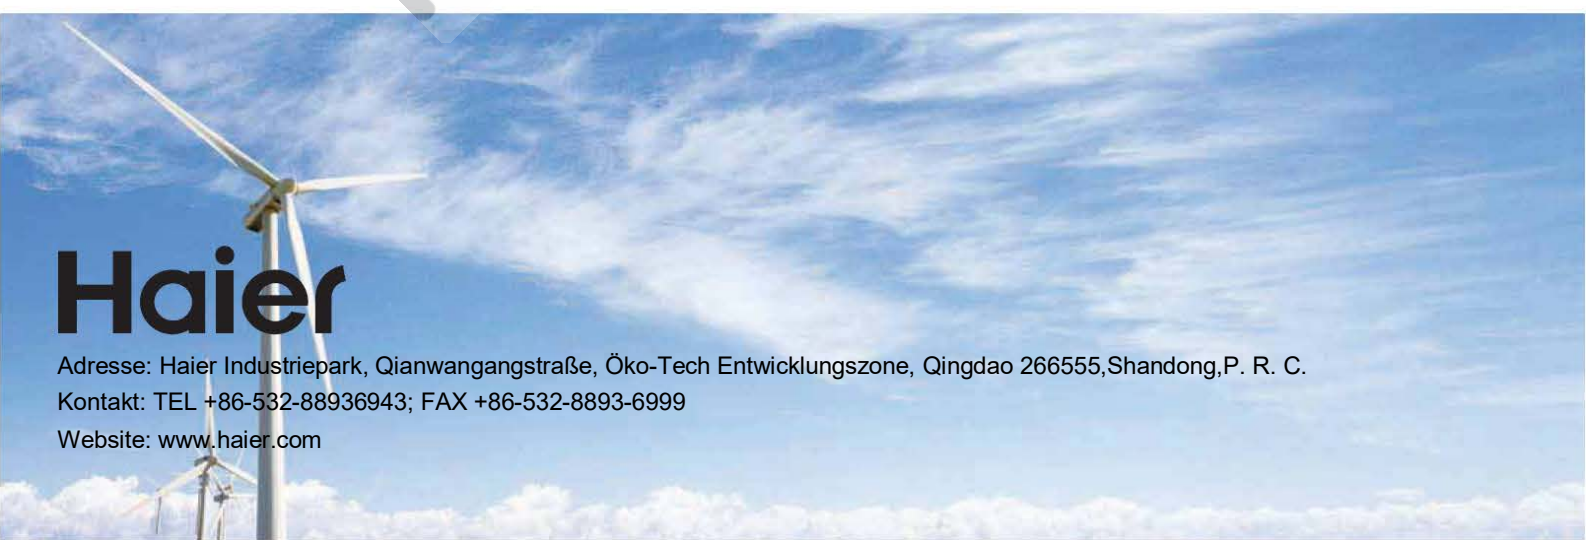 Haier
Adresse: Haier Industriepark, Qianwangangstraße, Öko-Tech Entwicklungszone, Qingdao 266555,Shandong,P. R. C.
Kontakt: TEL +86-532-88936943; FAX +86-532-8893-6999
Website: www.haier.com